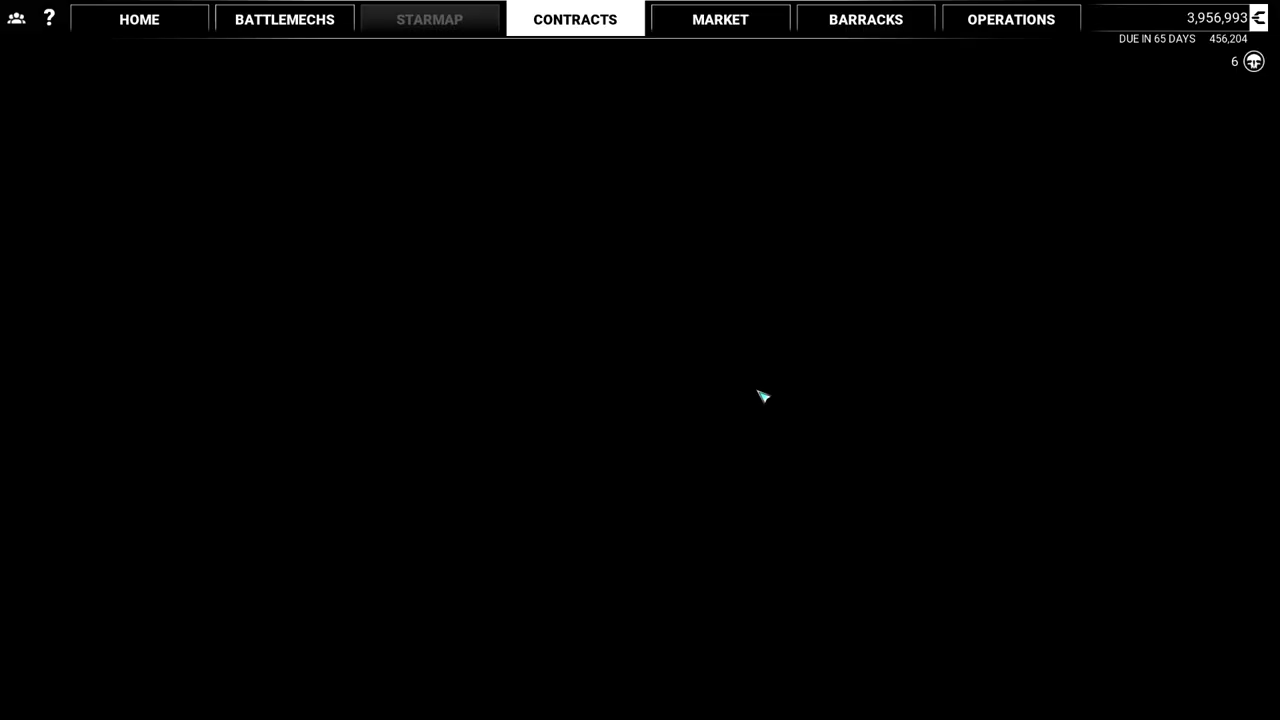 ? HOME BATTLEMECHS STARMAP CONTRACTS MARKET BARRACKS OPERATIONS 3,956,993
DUE IN 65 DAYS 456,204
6